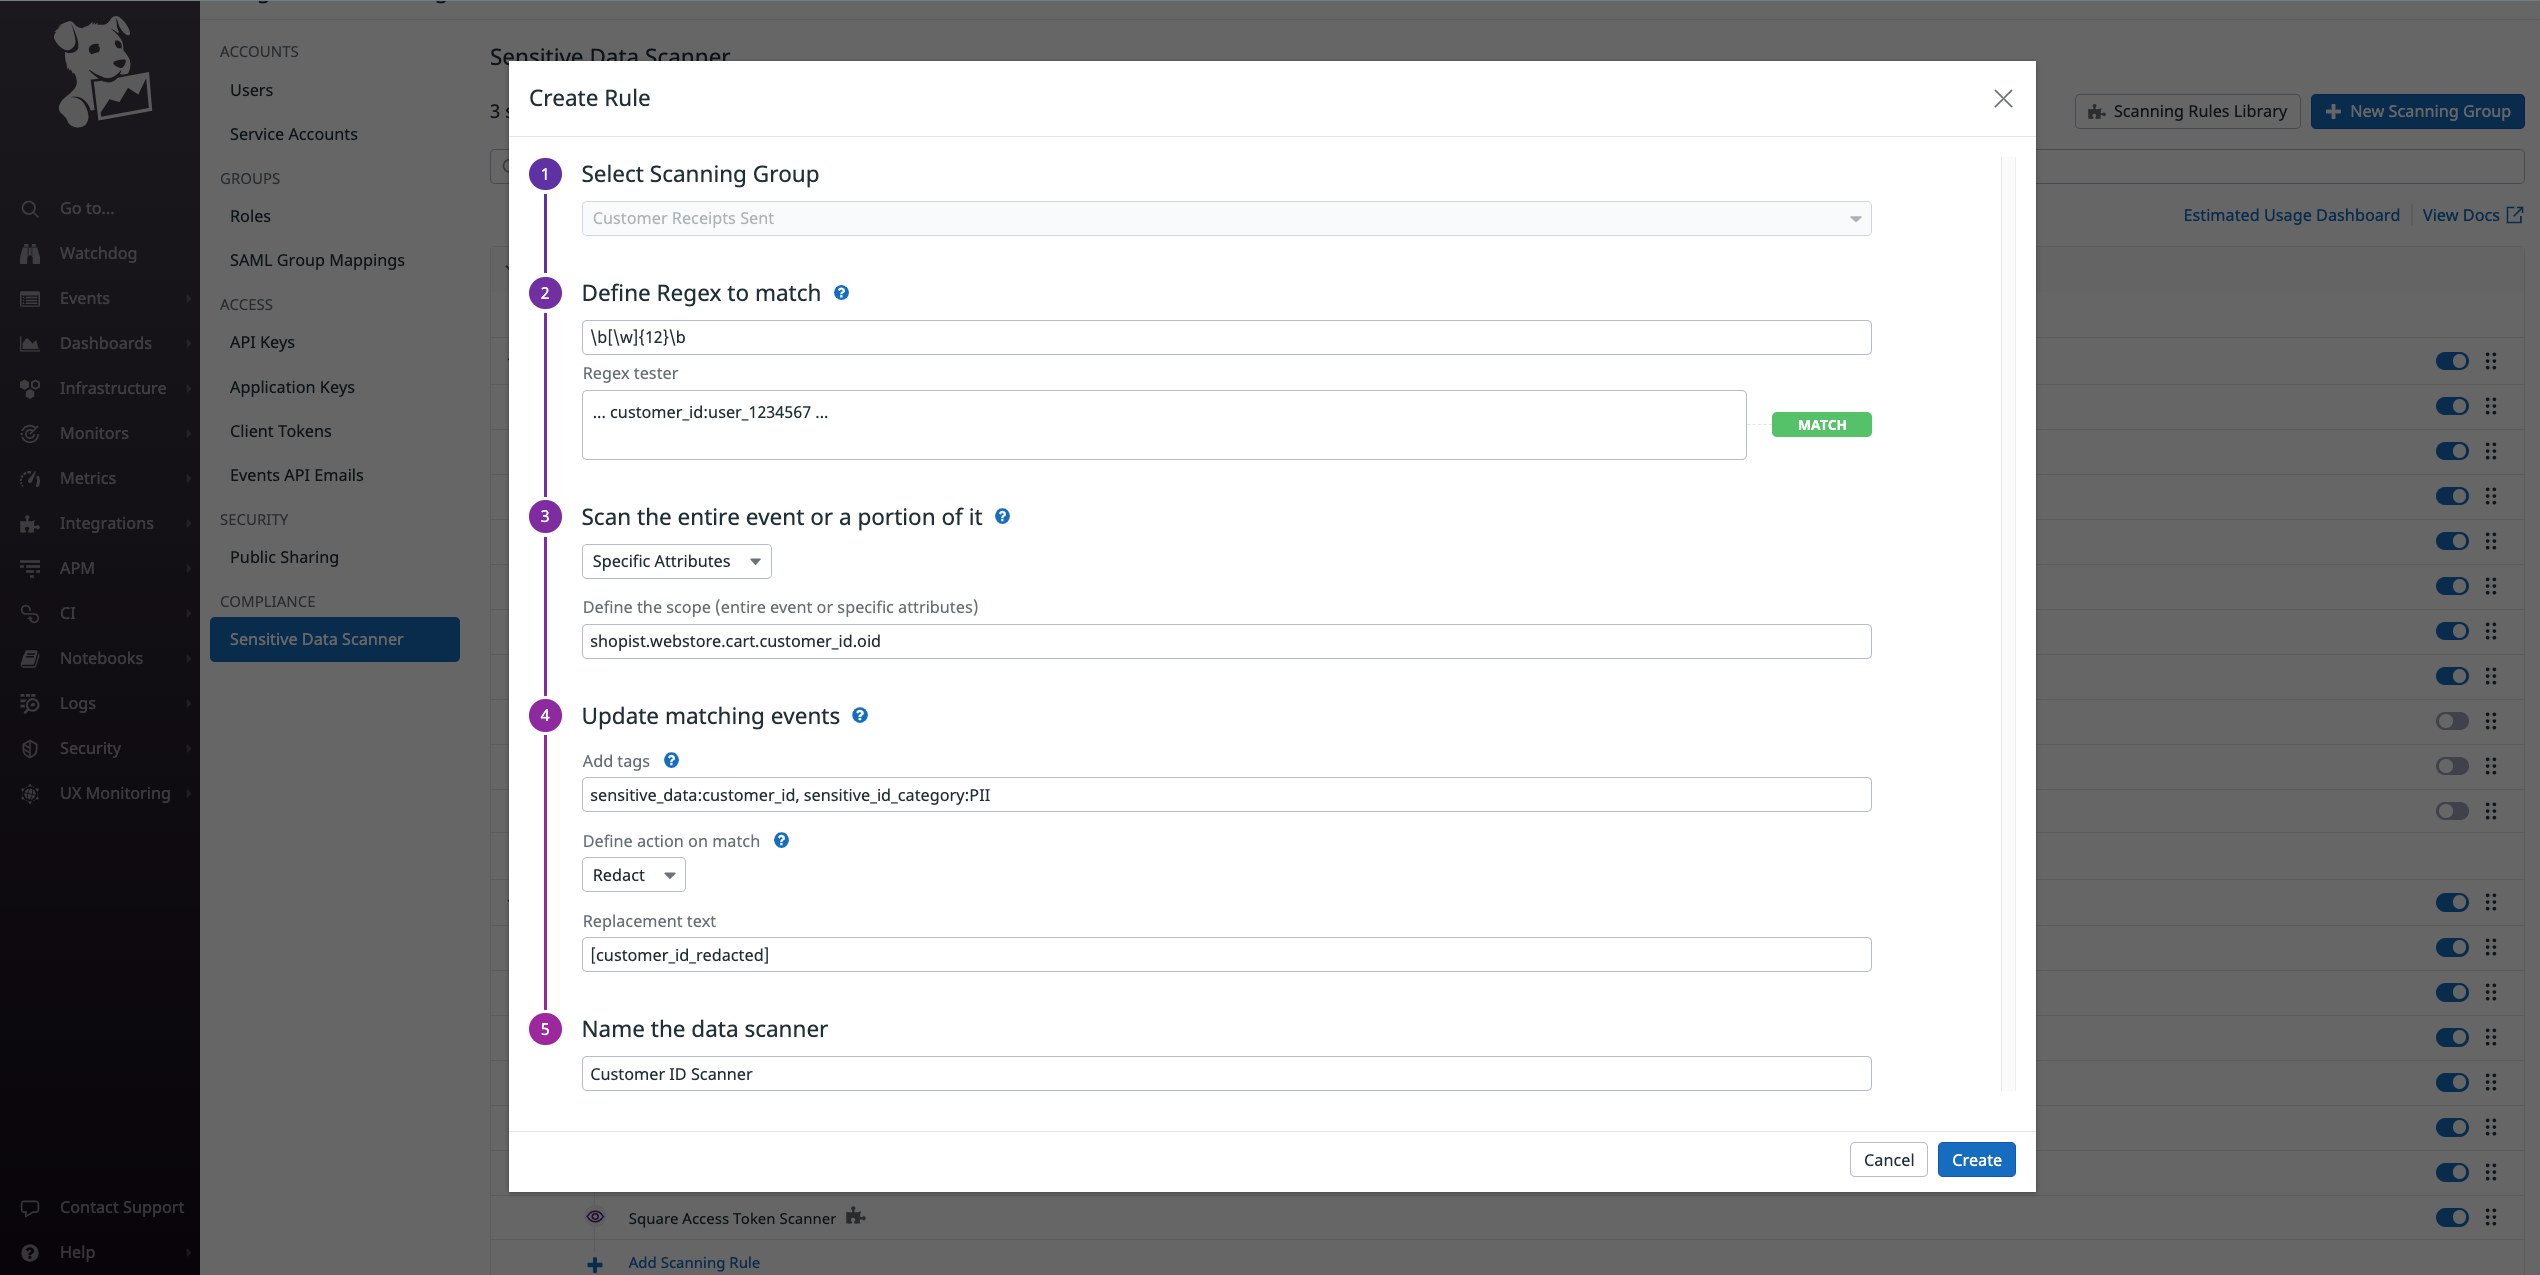 ACCOUNTS
Users
Service Accounts
GROUPS
Roles
SAML Group Mappings
ACCESS
API Keys
Application Keys
Client Tokens
Events API Emails
SECURITY
Public Sharing
COMPLIANCE
Sensitive Data Scanner
Go to...
Watchdog
Events
Dashboards
Infrastructure
Monitors
Metrics
Integrations
APM
CI
Notebooks
Logs
Security
UX Monitoring
Contact Support
Help
Sensitive Data Scanner
3 s
Scanning Rules Library
New Scanning Group
Estimated Usage Dashboard
View Docs
Create Rule
1 Select Scanning Group
Customer Receipts Sent
2 Define Regex to match ?
\b[\w]{12}\b
Regex tester
... customer_id:user_1234567 ...
MATCH
3 Scan the entire event or a portion of it ?
Specific Attributes
Define the scope (entire event or specific attributes)
shopist.webstore.cart.customer_id.oid
4 Update matching events ?
Add tags ?
sensitive_data:customer_id, sensitive_id_category:PII
Define action on match ?
Redact
Replacement text
[customer_id_redacted]
5 Name the data scanner
Customer ID Scanner
Cancel
Create
Square Access Token Scanner
Add Scanning Rule